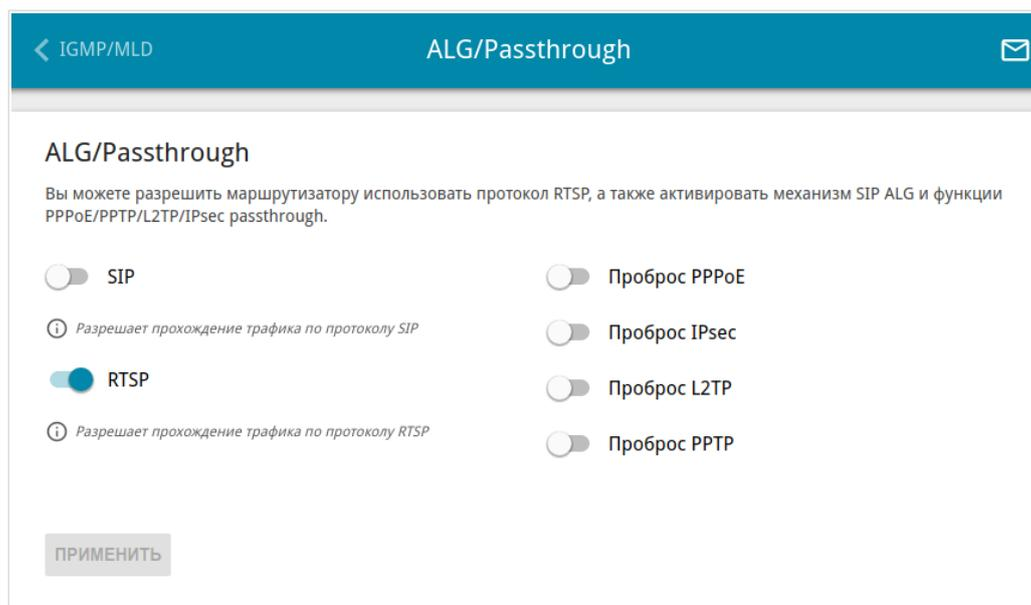 IGMP/MLD
ALG/Passthrough
ALG/Passthrough
Вы можете разрешить маршрутизатору использовать протокол RTSP, а также активировать механизм SIP ALG и функции
PPPoE/PPTP/L2TP/IPsec passthrough.
SIP
Разрешает прохождение трафика по протоколу SIP
RTSP
Разрешает прохождение трафика по протоколу RTSP
Проброс PPPoE
Проброс IPsec
Проброс L2TP
Проброс PPTP
ПРИМЕНИТЬ